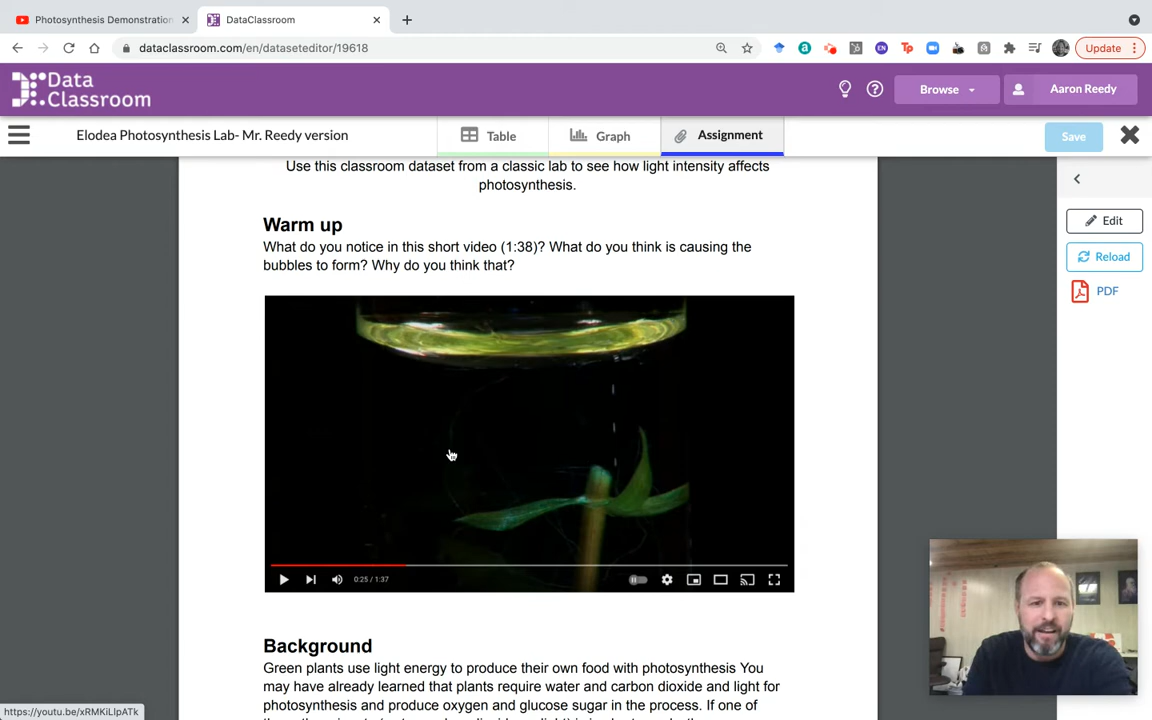 Photosynthesis Demonstration
DataClassroom
dataclassroom.com/en/dataseteditor/19618
Update
Data
Classroom
Browse
Aaron Reedy
Elodea Photosynthesis Lab- Mr. Reedy version
Table
Graph
Assignment
Save
Use this classroom dataset from a classic lab to see how light intensity affects
photosynthesis.
Edit
Warm up
What do you notice in this short video (1:38)? What do you think is causing the
bubbles to form? Why do you think that?
Reload
PDF
0:25 / 1:37
Background
Green plants use light energy to produce their own food with photosynthesis You
may have already learned that plants require water and carbon dioxide and light for
photosynthesis and produce oxygen and glucose sugar in the process. If one of
https://youtu.be/xRMKiLlpATk